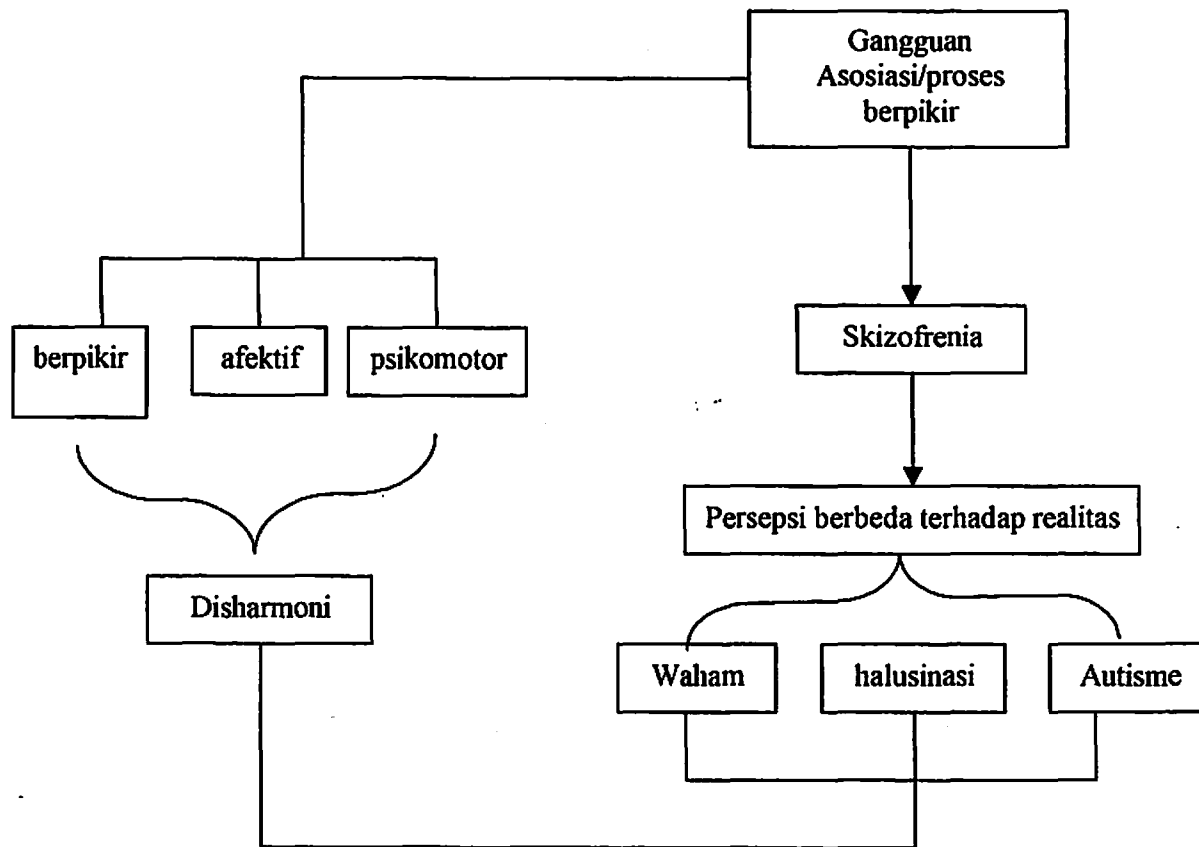 Gangguan
Asosiasi/proses
berpikir
berpikir
afektif
psikomotor
Skizofrenia
Persepsi berbeda terhadap realitas
Disharmoni
Waham
halusinasi
Autisme